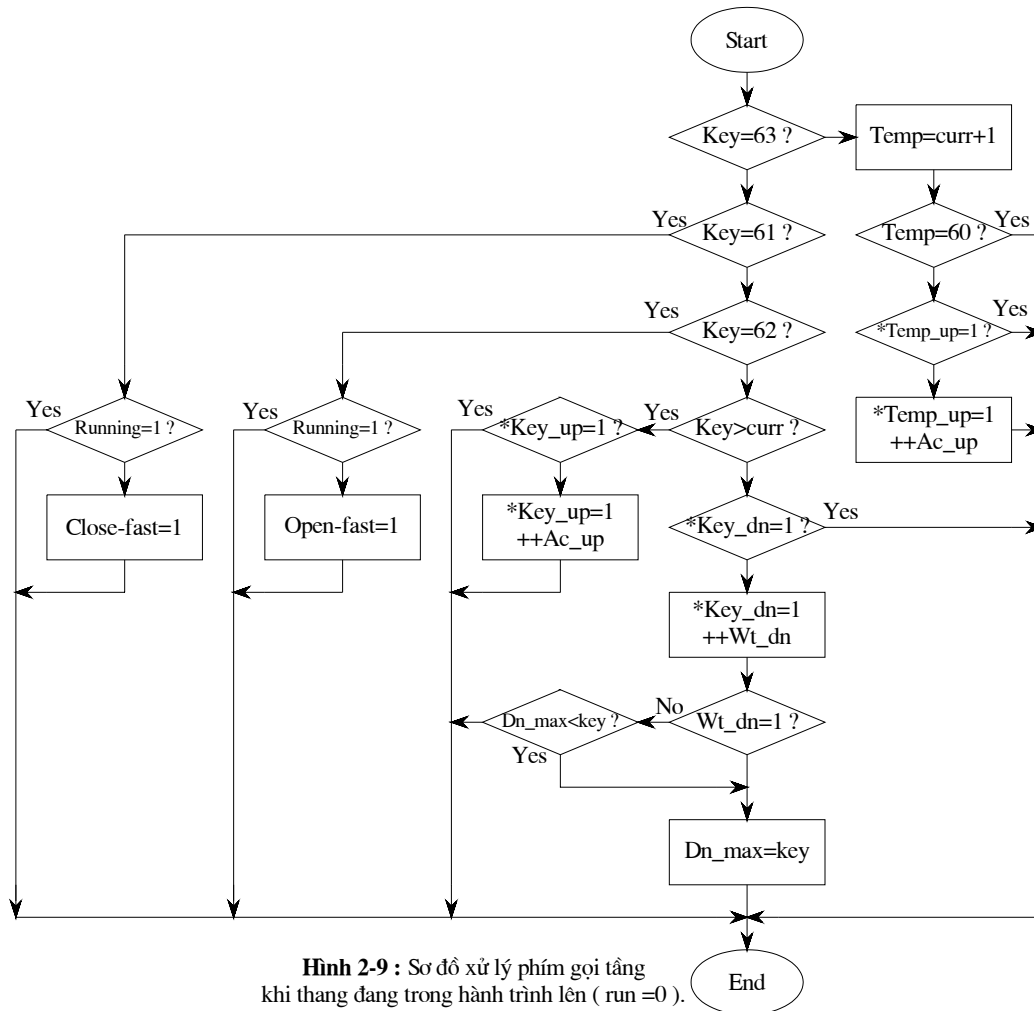 Start
Key=63 ?
Temp=curr+1
Yes
Key=61 ?
Temp=60 ?
Yes
Yes
Key=62 ?
*Temp_up=1 ?
Yes
Yes
Running=1 ?
Yes
Running=1 ?
Yes
*Key_up=1 ?
Yes
Key>curr ?
*Temp_up=1
++Ac_up
Close-fast=1
Open-fast=1
*Key_up=1
++Ac_up
*Key_dn=1 ?
Yes
*Key_dn=1
++Wt_dn
Dn_max<key ?
No
Wt_dn=1 ?
Yes
Dn_max=key
Hình 2-9 : Sơ đồ xử lý phím gọi tầng
khi thang đang trong hành trình lên ( run =0 ).
End